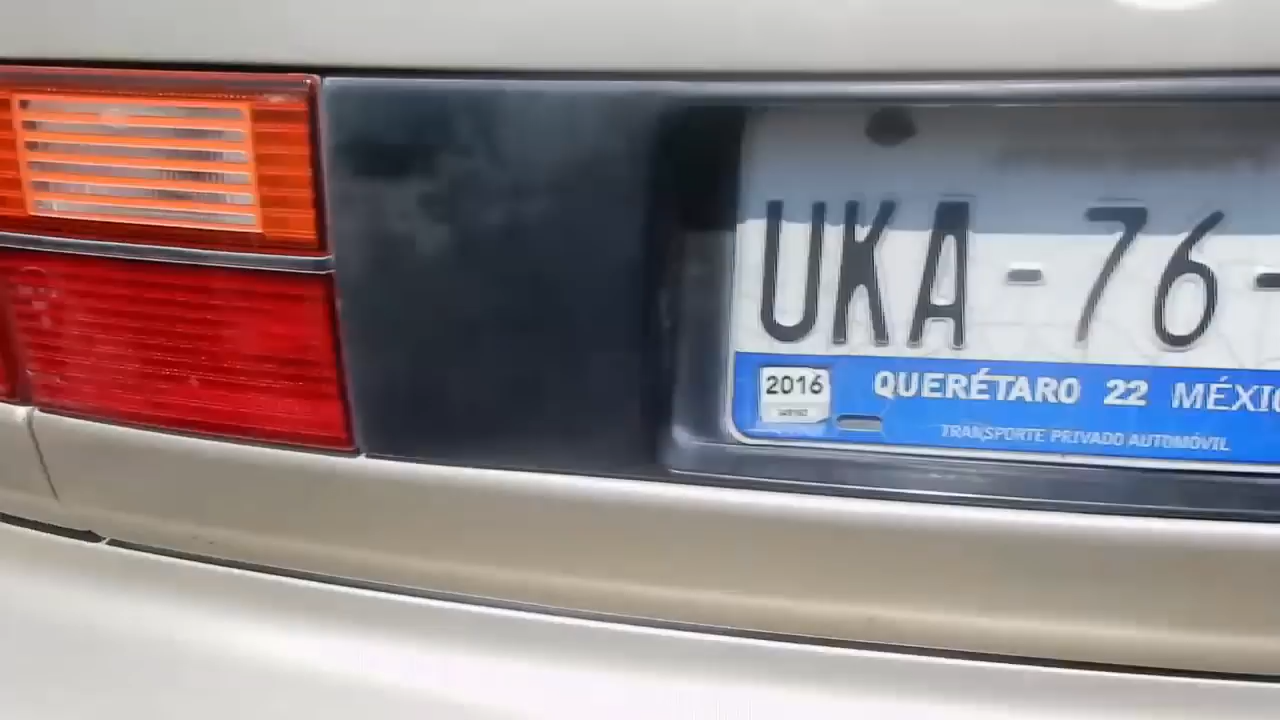 UKA-76-
2016
QUERÉTARO 22 MÉXIC
TRANSPORTE PRIVADO AUTOMÓVIL